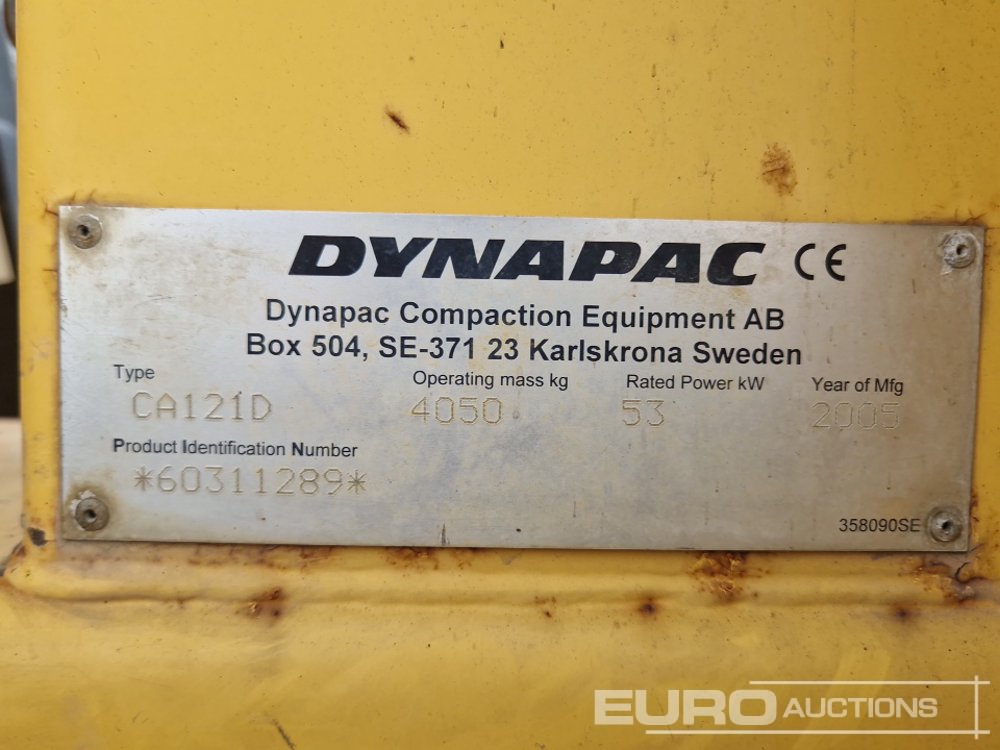 DYNAPAC CE
Dynapac Compaction Equipment AB
Box 504, SE-371 23 Karlskrona Sweden
Type Operating mass kg Rated Power kW Year of Mfg
CA121D 4050 53 2005
Product Identification Number
*60311289*
358090SE
EURO AUCTIONS